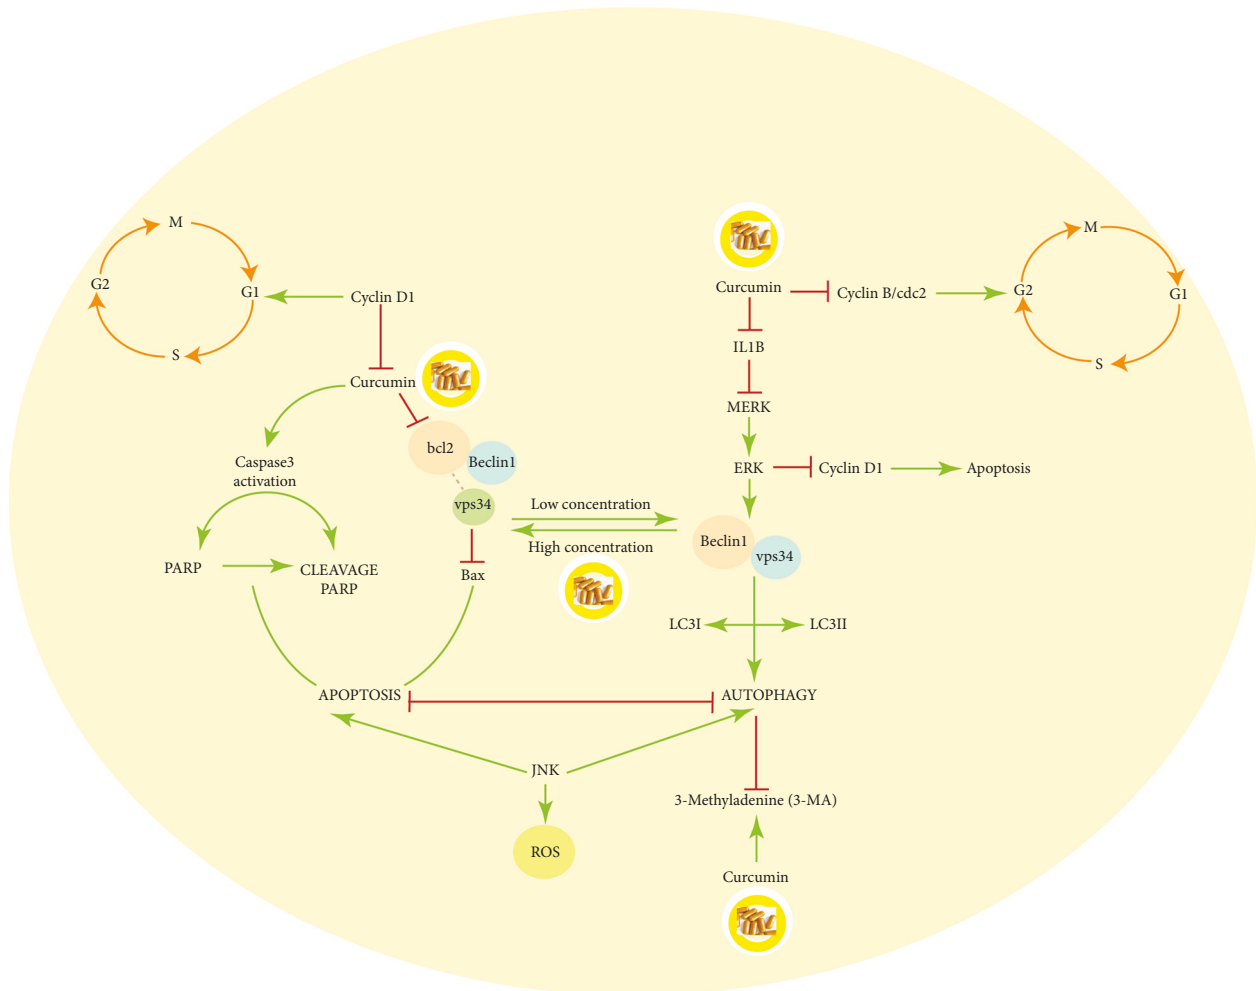 M
G2
G1
S
Cyclin D1
Curcumin
bcl2
Beclin1
vps34
Caspase3
activation
PARP
CLEAVAGE
PARP
Bax
APOPTOSIS
Low concentration
High concentration
Curcumin
Cyclin B/cdc2
M
G2
G1
S
IL1B
MERK
ERK
Cyclin D1
Apoptosis
Beclin1
vps34
LC3I
LC3II
AUTOPHAGY
JNK
ROS
3-Methyladenine (3-MA)
Curcumin